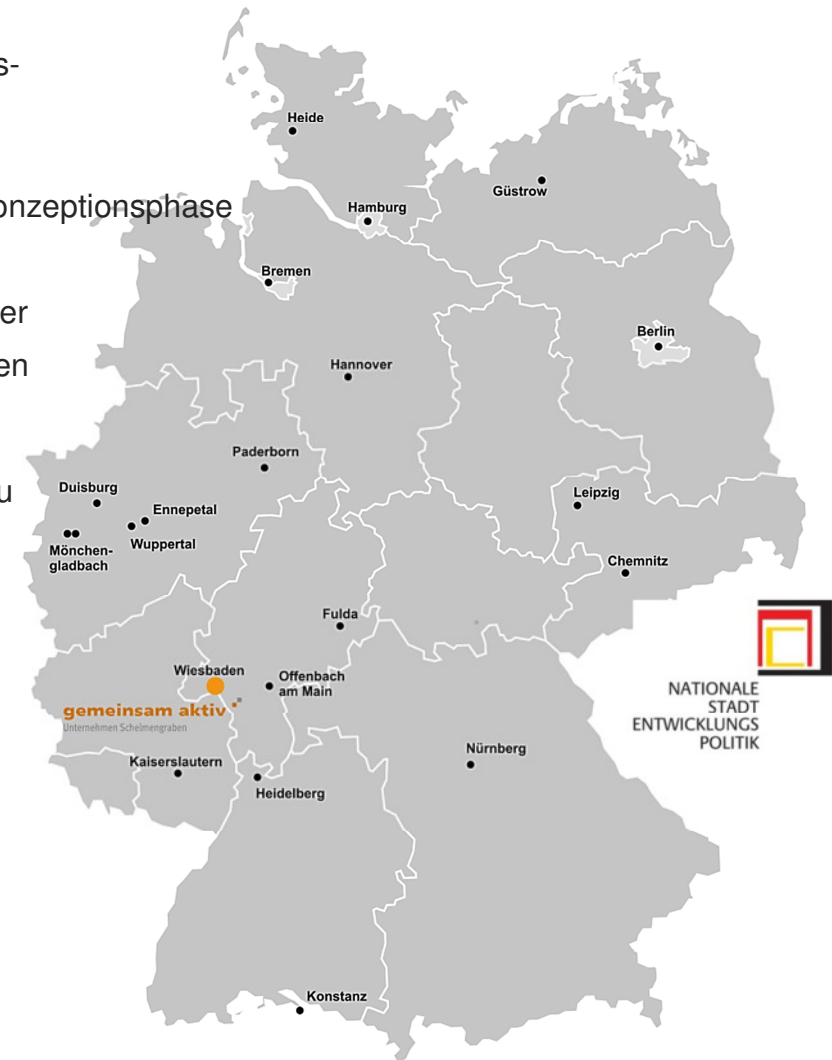 s-
onzeptionsphase
er
en
u
Heide
Güstrow
Hamburg
Bremen
Berlin
Hannover
Paderborn
Duisburg
Ennepetal
Wuppertal
Mönchen-
gladbach
Leipzig
Chemnitz
Fulda
Wiesbaden
Offenbach
am Main
gemeinsam aktiv
Unternehmen Schelmengraben
Kaiserslautern
Heidelberg
Nürnberg
Konstanz
NATIONALE
STADT
ENTWICKLUNGS
POLITIK